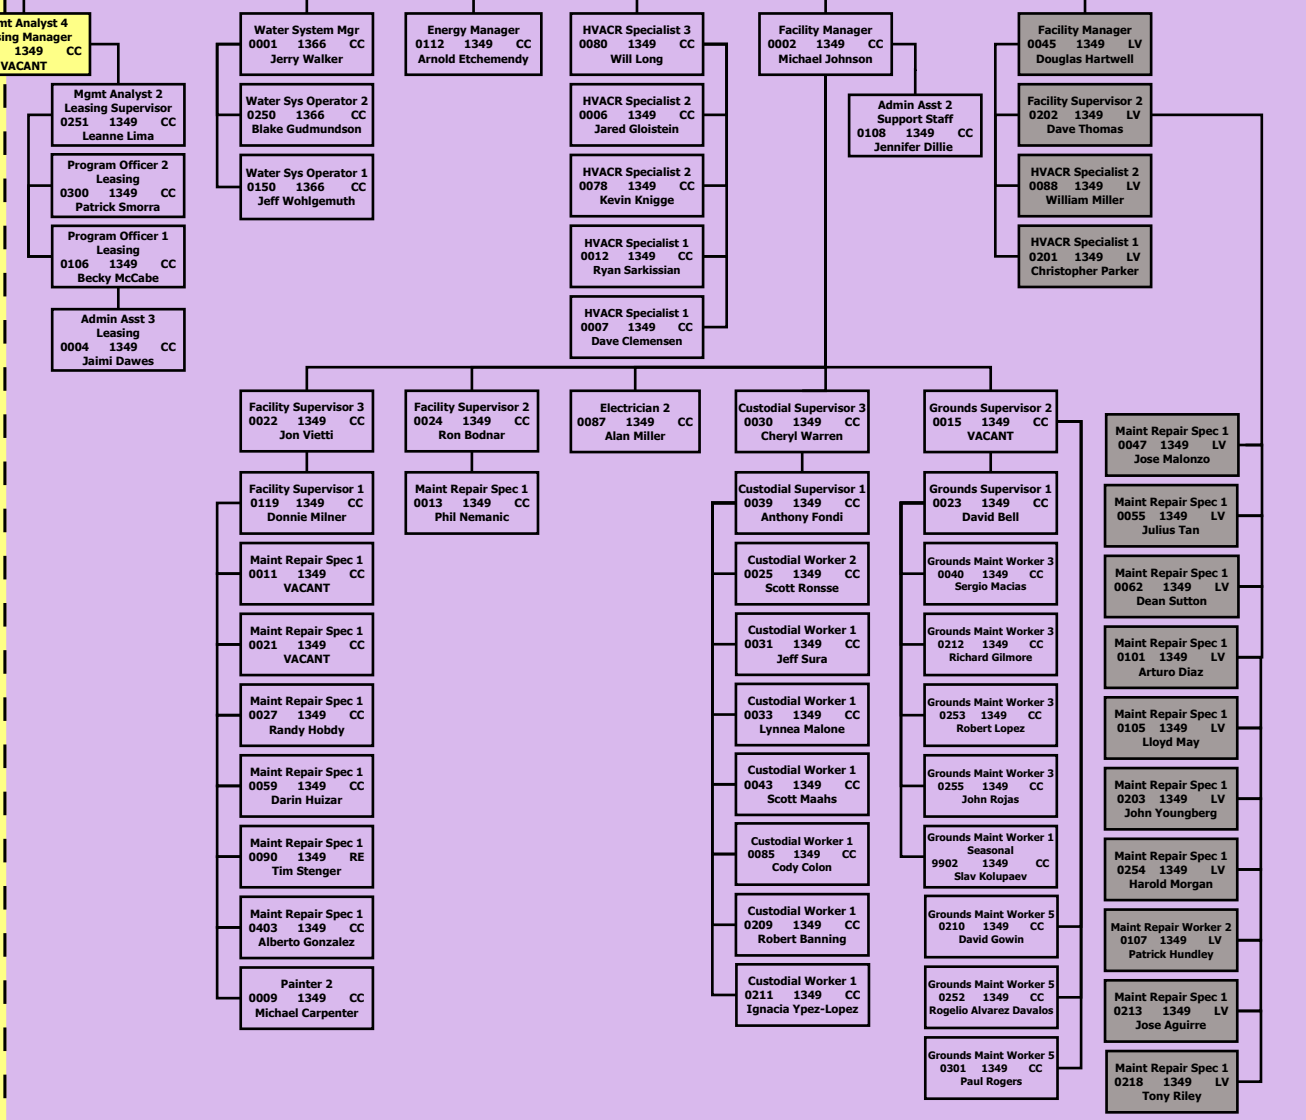 mt Analyst 4
sing Manager
1349 CC
VACANT
Mgmt Analyst 2
Leasing Supervisor
0251 1349 CC
Leanne Lima
Program Officer 2
Leasing
0300 1349 CC
Patrick Smorra
Program Officer 1
Leasing
0106 1349 CC
Becky McCabe
Admin Asst 3
Leasing
0004 1349 CC
Jaimi Dawes
Water System Mgr
0001 1366 CC
Jerry Walker
Water Sys Operator 2
0250 1366 CC
Blake Gudmundson
Water Sys Operator 1
0150 1366 CC
Jeff Wohlgemuth
Energy Manager
0112 1349 CC
Arnold Etchemendy
HVACR Specialist 3
0080 1349 CC
Will Long
HVACR Specialist 2
0006 1349 CC
Jared Gloistein
HVACR Specialist 2
0078 1349 CC
Kevin Knigge
HVACR Specialist 1
0012 1349 CC
Ryan Sarkissian
HVACR Specialist 1
0007 1349 CC
Dave Clemensen
Facility Manager
0002 1349 CC
Michael Johnson
Admin Asst 2
Support Staff
0108 1349 CC
Jennifer Dillie
Facility Manager
0045 1349 LV
Douglas Hartwell
Facility Supervisor 2
0202 1349 LV
Dave Thomas
HVACR Specialist 2
0088 1349 LV
William Miller
HVACR Specialist 1
0201 1349 LV
Christopher Parker
Facility Supervisor 3
0022 1349 CC
Jon Vietti
Facility Supervisor 1
0119 1349 CC
Donnie Milner
Maint Repair Spec 1
0011 1349 CC
VACANT
Maint Repair Spec 1
0021 1349 CC
VACANT
Maint Repair Spec 1
0027 1349 CC
Randy Hobdy
Maint Repair Spec 1
0059 1349 CC
Darin Huizar
Maint Repair Spec 1
0090 1349 RE
Tim Stenger
Maint Repair Spec 1
0403 1349 CC
Alberto Gonzalez
Painter 2
0009 1349 CC
Michael Carpenter
Facility Supervisor 2
0024 1349 CC
Ron Bodnar
Maint Repair Spec 1
0013 1349 CC
Phil Nemanic
Electrician 2
0087 1349 CC
Alan Miller
Custodial Supervisor 3
0030 1349 CC
Cheryl Warren
Custodial Supervisor 1
0039 1349 CC
Anthony Fondi
Custodial Worker 2
0025 1349 CC
Scott Ronsse
Custodial Worker 1
0031 1349 CC
Jeff Sura
Custodial Worker 1
0033 1349 CC
Lynnea Malone
Custodial Worker 1
0043 1349 CC
Scott Maahs
Custodial Worker 1
0085 1349 CC
Cody Colon
Custodial Worker 1
0209 1349 CC
Robert Banning
Custodial Worker 1
0211 1349 CC
Ignacia Ypez-Lopez
Grounds Supervisor 2
0015 1349 CC
VACANT
Grounds Supervisor 1
0023 1349 CC
David Bell
Grounds Maint Worker 3
0040 1349 CC
Sergio Macias
Grounds Maint Worker 3
0212 1349 CC
Richard Gilmore
Grounds Maint Worker 3
0253 1349 CC
Robert Lopez
Grounds Maint Worker 3
0255 1349 CC
John Rojas
Grounds Maint Worker 1
Seasonal
9902 1349 CC
Slav Kolupaev
Grounds Maint Worker 5
0210 1349 CC
David Gowin
Grounds Maint Worker 5
0252 1349 CC
Rogelio Alvarez Davalos
Grounds Maint Worker 5
0301 1349 CC
Paul Rogers
Maint Repair Spec 1
0047 1349 LV
Jose Malonzo
Maint Repair Spec 1
0055 1349 LV
Julius Tan
Maint Repair Spec 1
0062 1349 LV
Dean Sutton
Maint Repair Spec 1
0101 1349 LV
Arturo Diaz
Maint Repair Spec 1
0105 1349 LV
Lloyd May
Maint Repair Spec 1
0203 1349 LV
John Youngberg
Maint Repair Spec 1
0254 1349 LV
Harold Morgan
Maint Repair Worker 2
0107 1349 LV
Patrick Hundley
Maint Repair Spec 1
0213 1349 LV
Jose Aguirre
Maint Repair Spec 1
0218 1349 LV
Tony Riley